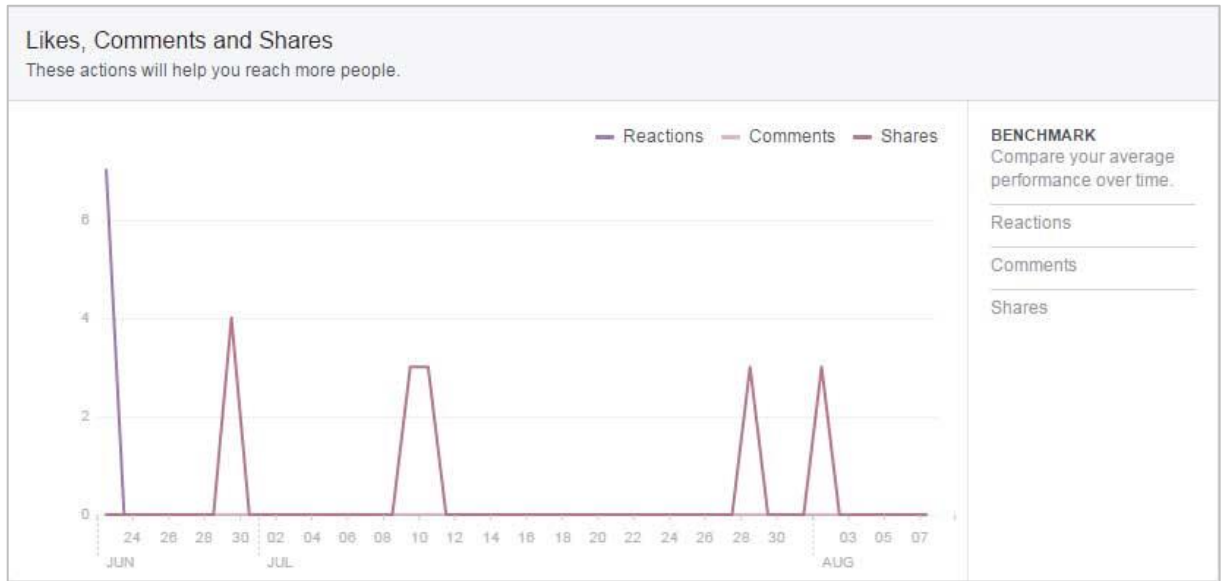 Likes, Comments and Shares
These actions will help you reach more people.
Reactions Comments Shares
BENCHMARK
Compare your average
performance over time.
Reactions
Comments
Shares
6
4
2
0
24 26 28 30 02 04 06 08 10 12 14 16 18 20 22 24 26 28 30 03 05 07
JUN JUL AUG